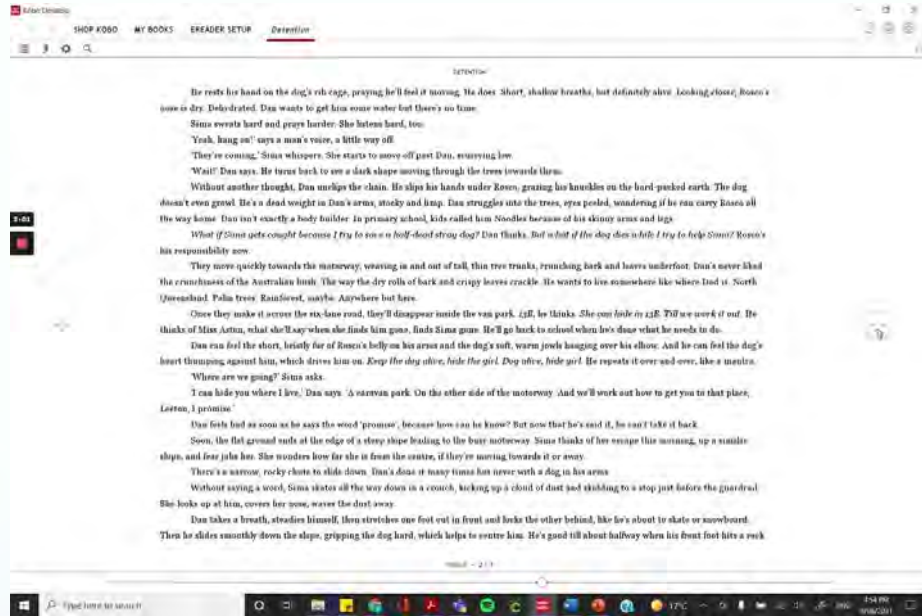 Kobo Desktop
SHOP KOBO MY BOOKS EREADER SETUP Detention
DETENTION
He rests his hand on the dog's rib cage, praying he'll feel it moving. He does. Short, shallow breaths, but definitely alive. Looking closer, Rosco's
nose is dry. Dehydrated. Dan wants to get him some water but there's no time.
Sima sweats hard and prays harder. She listens hard, too.
'Yeah, hang on!' says a man's voice, a little way off.
'They're coming,' Sima whispers. She starts to move off past Dan, scurrying low.
'Wait!' Dan says. He turns back to see a dark shape moving through the trees towards them.
Without another thought, Dan unclips the chain. He slips his hands under Rosco, grazing his knuckles on the hard-packed earth. The dog
doesn't even growl. He's a dead weight in Dan's arms, stocky and limp. Dan struggles into the trees, eyes peeled, wondering if he can carry Rosco all
the way home. Dan isn't exactly a body builder. In primary school, kids called him Noodles because of his skinny arms and legs.
What if Sima gets caught because I try to save a half-dead stray dog? Dan thinks. But what if the dog dies while I try to help Sima? Rosco's
his responsibility now.
They move quickly towards the motorway, weaving in and out of tall, thin tree trunks, crunching bark and leaves underfoot. Dan's never liked
the crunchiness of the Australian bush. The way the dry rolls of bark and crispy leaves crackle. He wants to live somewhere like where Dad is. North
Queensland. Palm trees. Rainforest, maybe. Anywhere but here.
Once they make it across the six-lane road, they'll disappear inside the van park. 23B, he thinks. She can hide in 23B. Till we work it out. He
thinks of Miss Aston, what she'll say when she finds him gone, finds Sima gone. He'll go back to school when he's done what he needs to do.
Dan can feel the short, bristly fur of Rosco's belly on his arms and the dog's soft, warm jowls hanging over his elbow. And he can feel the dog's
heart thumping against him, which drives him on. Keep the dog alive, hide the girl. Dog alive, hide girl. He repeats it over and over, like a mantra.
'Where are we going?' Sima asks.
'I can hide you where I live,' Dan says. 'A caravan park. On the other side of the motorway. And we'll work out how to get you to that place,
Leeton, I promise.'
Dan feels bad as soon as he says the word 'promise', because how can he know? But now that he's said it, he can't take it back.
Soon, the flat ground ends at the edge of a steep slope leading to the busy motorway. Sima thinks of her escape this morning, up a similar
slope, and fear jabs her. She wonders how far she is from the centre, if they're moving towards it or away.
There's a narrow, rocky chute to slide down. Dan's done it many times but never with a dog in his arms.
Without saying a word, Sima skates all the way down in a crouch, kicking up a cloud of dust and skidding to a stop just before the guardrail.
She looks up at him, covers her nose, waves the dust away.
Dan takes a breath, steadies himself, then stretches one foot out in front and locks the other behind, like he's about to skate or snowboard.
Then he slides smoothly down the slope, gripping the dog hard, which helps to centre him. He's good till about halfway when his front foot hits a rock
Type here to search
17°C
4:54 PM